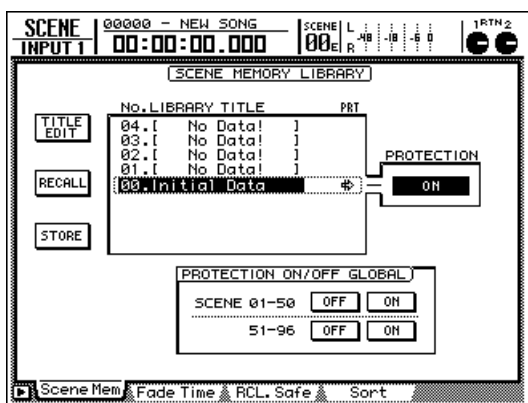 SCENE
INPUT 1
00000 - NEW SONG
00:00:00.000
SCENE
00E
L
R
-48 -18 -6 0
1RTN2
SCENE MEMORY LIBRARY
No. LIBRARY TITLE PRT
TITLE EDIT
04.[ No Data! ]
03.[ No Data! ]
02.[ No Data! ]
01.[ No Data! ]
00.Initial Data
PROTECTION
ON
RECALL
STORE
PROTECTION ON/OFF GLOBAL
SCENE 01-50 OFF ON
51-96 OFF ON
Scene Mem Fade Time RCL. Safe Sort